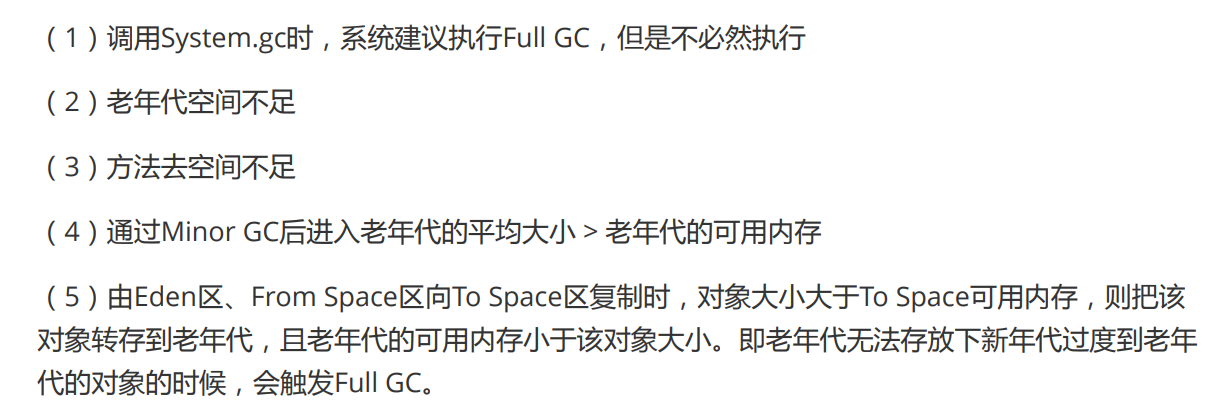 （1）调用System.gc时，系统建议执行Full GC，但是不必然执行
（2）老年代空间不足
（3）方法去空间不足
（4）通过Minor GC后进入老年代的平均大小 > 老年代的可用内存
（5）由Eden区、From Space区向To Space区复制时，对象大小大于To Space可用内存，则把该
对象转存到老年代，且老年代的可用内存小于该对象大小。即老年代无法存放下新年代过度到老年
代的对象的时候，会触发Full GC。